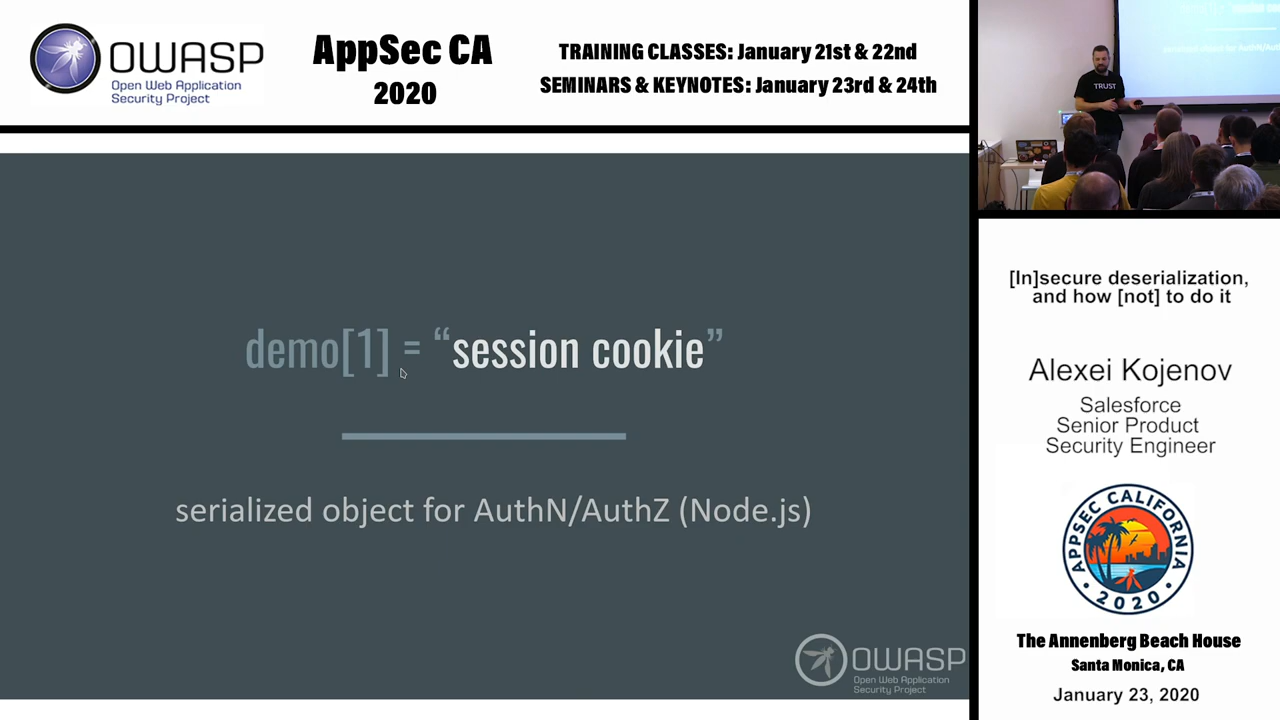 OWASP
Open Web Application
Security Project
AppSec CA
2020
TRAINING CLASSES: January 21st & 22nd
SEMINARS & KEYNOTES: January 23rd & 24th
TRUST
demo[1] = “session cookie”
serialized object for AuthN/AuthZ (Node.js)
OWASP
Open Web Application
Security Project
[In]secure deserialization,
and how [not] to do it
Alexei Kojenov
Salesforce
Senior Product
Security Engineer
APPSEC CALIFORNIA
• 2020 •
The Annenberg Beach House
Santa Monica, CA
January 23, 2020